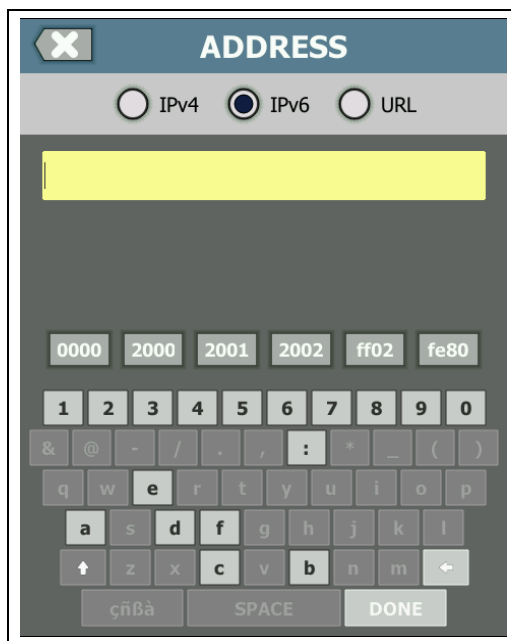 ADDRESS
IPv4 IPv6 URL
0000 2000 2001 2002 ff02 fe80
1 2 3 4 5 6 7 8 9 0
& @ - / . , : * _ ( )
q w e r t y u i o p
a s d f g h j k l
z x c v b n m
çñßà SPACE DONE